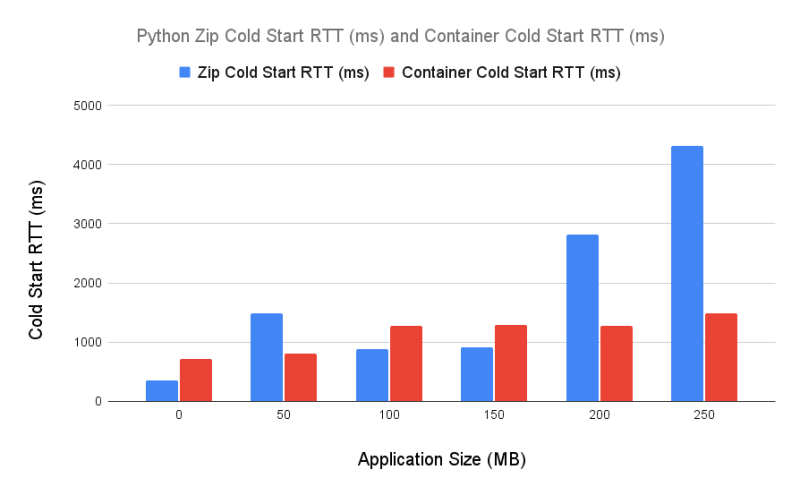 Python Zip Cold Start RTT (ms) and Container Cold Start RTT (ms)
Zip Cold Start RTT (ms) Container Cold Start RTT (ms)
Cold Start RTT (ms)
5000
4000
3000
2000
1000
0
0 50 100 150 200 250
Application Size (MB)